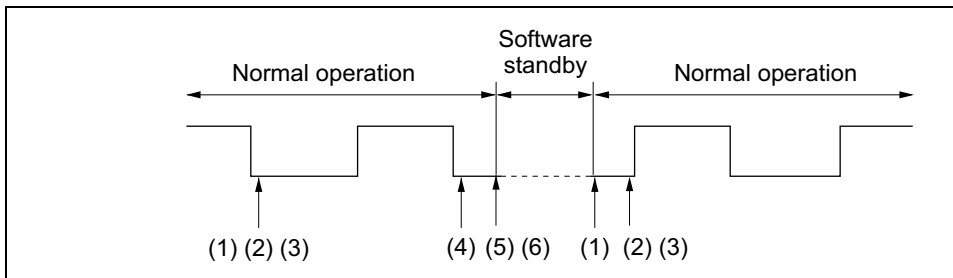 Software
standby
Normal operation
Normal operation
(1) (2) (3)
(4) (5) (6)
(1) (2) (3)